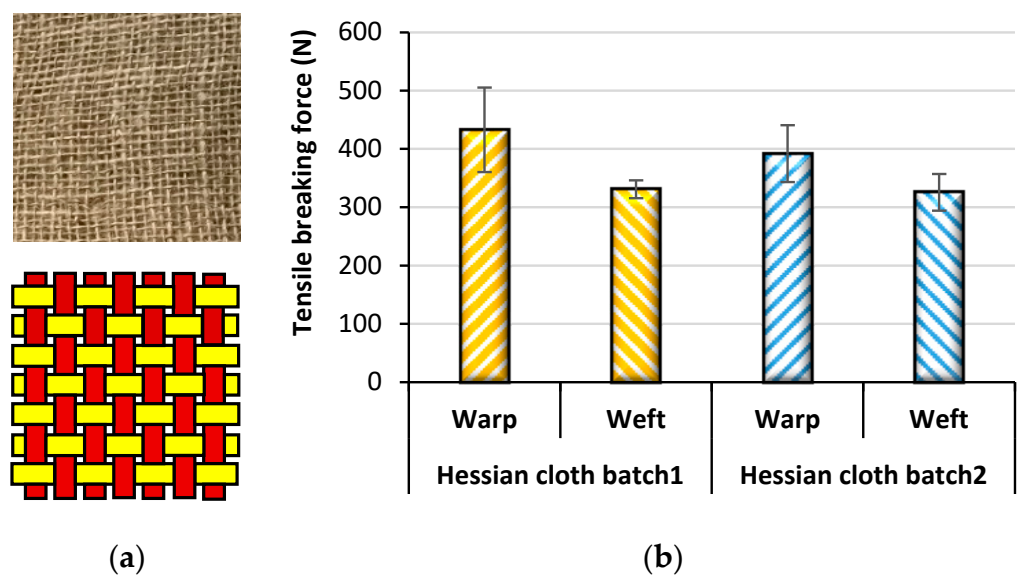 Tensile breaking force (N)
600
500
400
300
200
100
0
Warp Weft Warp Weft
Hessian cloth batch1 Hessian cloth batch2
(a) (b)